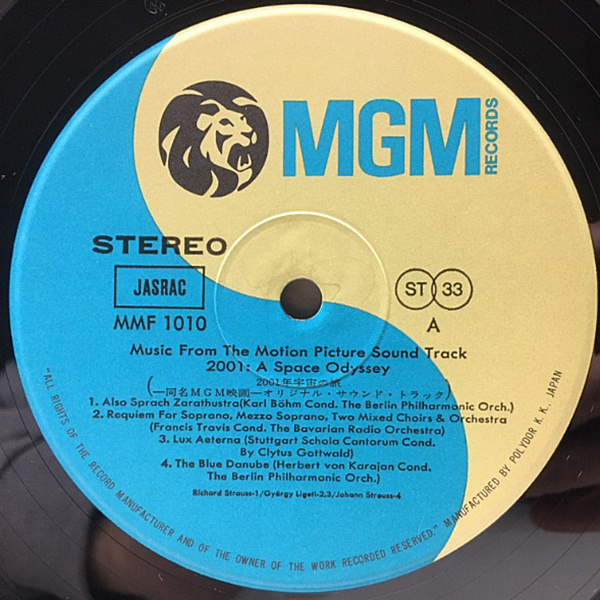 MGM
RECORDS
STEREO
JASRAC
ST 33
MMF 1010
A
Music From The Motion Picture Sound Track
2001: A Space Odyssey
2001年宇宙の旅
(—同名MGM映画—オリジナル・サウンド・トラック)
1. Also Sprach Zarathustra(Karl Böhm Cond. The Berlin Philharmonic Orch.)
2. Requiem For Soprano, Mezzo Soprano, Two Mixed Choirs & Orchestra
(Francis Travis Cond. The Bavarian Radio Orchestra)
3. Lux Aeterna (Stuttgart Schola Cantorum Cond.
By Clytus Gottwald)
4. The Blue Danube (Herbert von Karajan Cond.
The Berlin Philharmonic Orch.)
Richard Strauss-1/György Ligeti-2,3/Johann Strauss-4
"ALL RIGHTS OF THE RECORD MANUFACTURER AND OF THE OWNER OF THE WORK RECORDED RESERVED." MANUFACTURED BY POLYDOR K. K., JAPAN